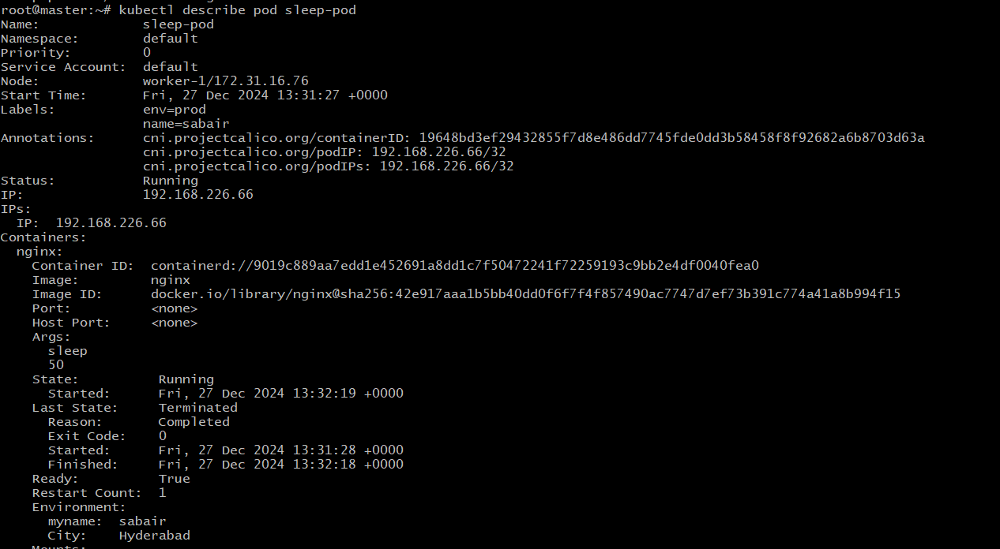 root@master:~# kubectl describe pod sleep-pod
Name:             sleep-pod
Namespace:        default
Priority:         0
Service Account:  default
Node:             worker-1/172.31.16.76
Start Time:       Fri, 27 Dec 2024 13:31:27 +0000
Labels:           env=prod
                  name=sabair
Annotations:      cni.projectcalico.org/containerID: 19648bd3ef29432855f7d8e486dd7745fde0dd3b58458f8f92682a6b8703d63a
                  cni.projectcalico.org/podIP: 192.168.226.66/32
                  cni.projectcalico.org/podIPs: 192.168.226.66/32
Status:           Running
IP:               192.168.226.66
IPs:
  IP:  192.168.226.66
Containers:
  nginx:
    Container ID:  containerd://9019c889aa7edd1e452691a8dd1c7f50472241f72259193c9bb2e4df0040fea0
    Image:         nginx
    Image ID:      docker.io/library/nginx@sha256:42e917aaa1b5bb40dd0f6f7f4f857490ac7747d7ef73b391c774a41a8b994f15
    Port:          <none>
    Host Port:     <none>
    Args:
      sleep
      50
    State:          Running
      Started:      Fri, 27 Dec 2024 13:32:19 +0000
    Last State:     Terminated
      Reason:       Completed
      Exit Code:    0
      Started:      Fri, 27 Dec 2024 13:31:28 +0000
      Finished:     Fri, 27 Dec 2024 13:32:18 +0000
    Ready:          True
    Restart Count:  1
    Environment:
      myname:  sabair
      City:    Hyderabad
    Mounts: